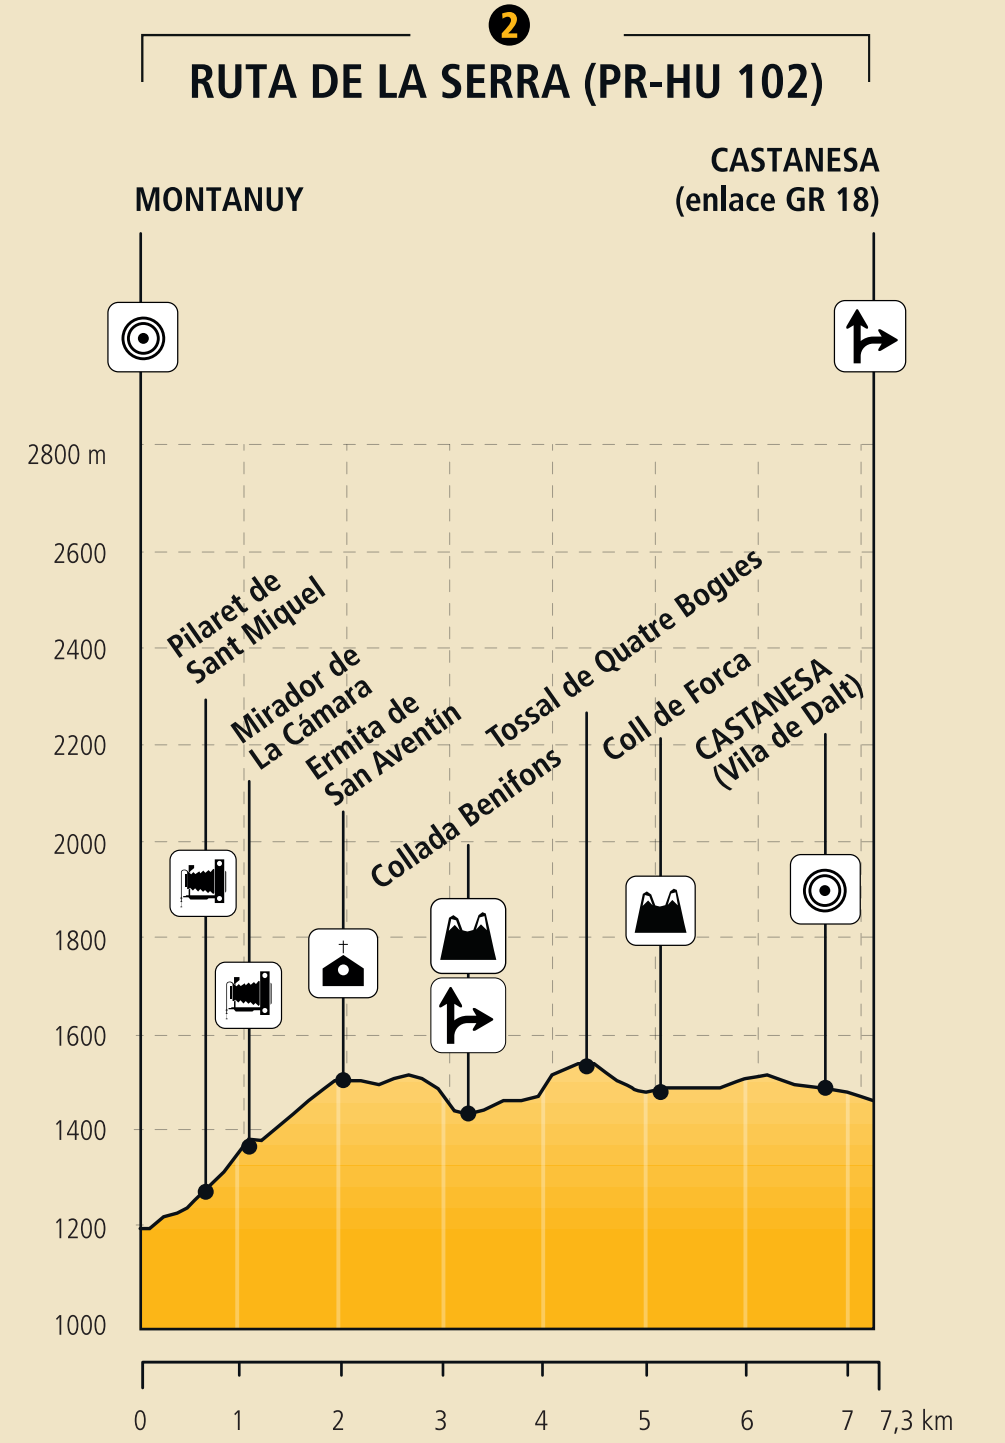 2
RUTA DE LA SERRA (PR-HU 102)
MONTANUY
CASTANESA
(enlace GR 18)
2800 m
2600
2400
2200
2000
1800
1600
1400
1200
1000
Pilaret de
Sant Miquel
Mirador de
La Cámara
Ermita de
San Aventín
Collada Benifons
Tossal de Quatre Bogues
Coll de Forca
CASTANESA
(Vila de Dalt)
0 1 2 3 4 5 6 7 7,3 km